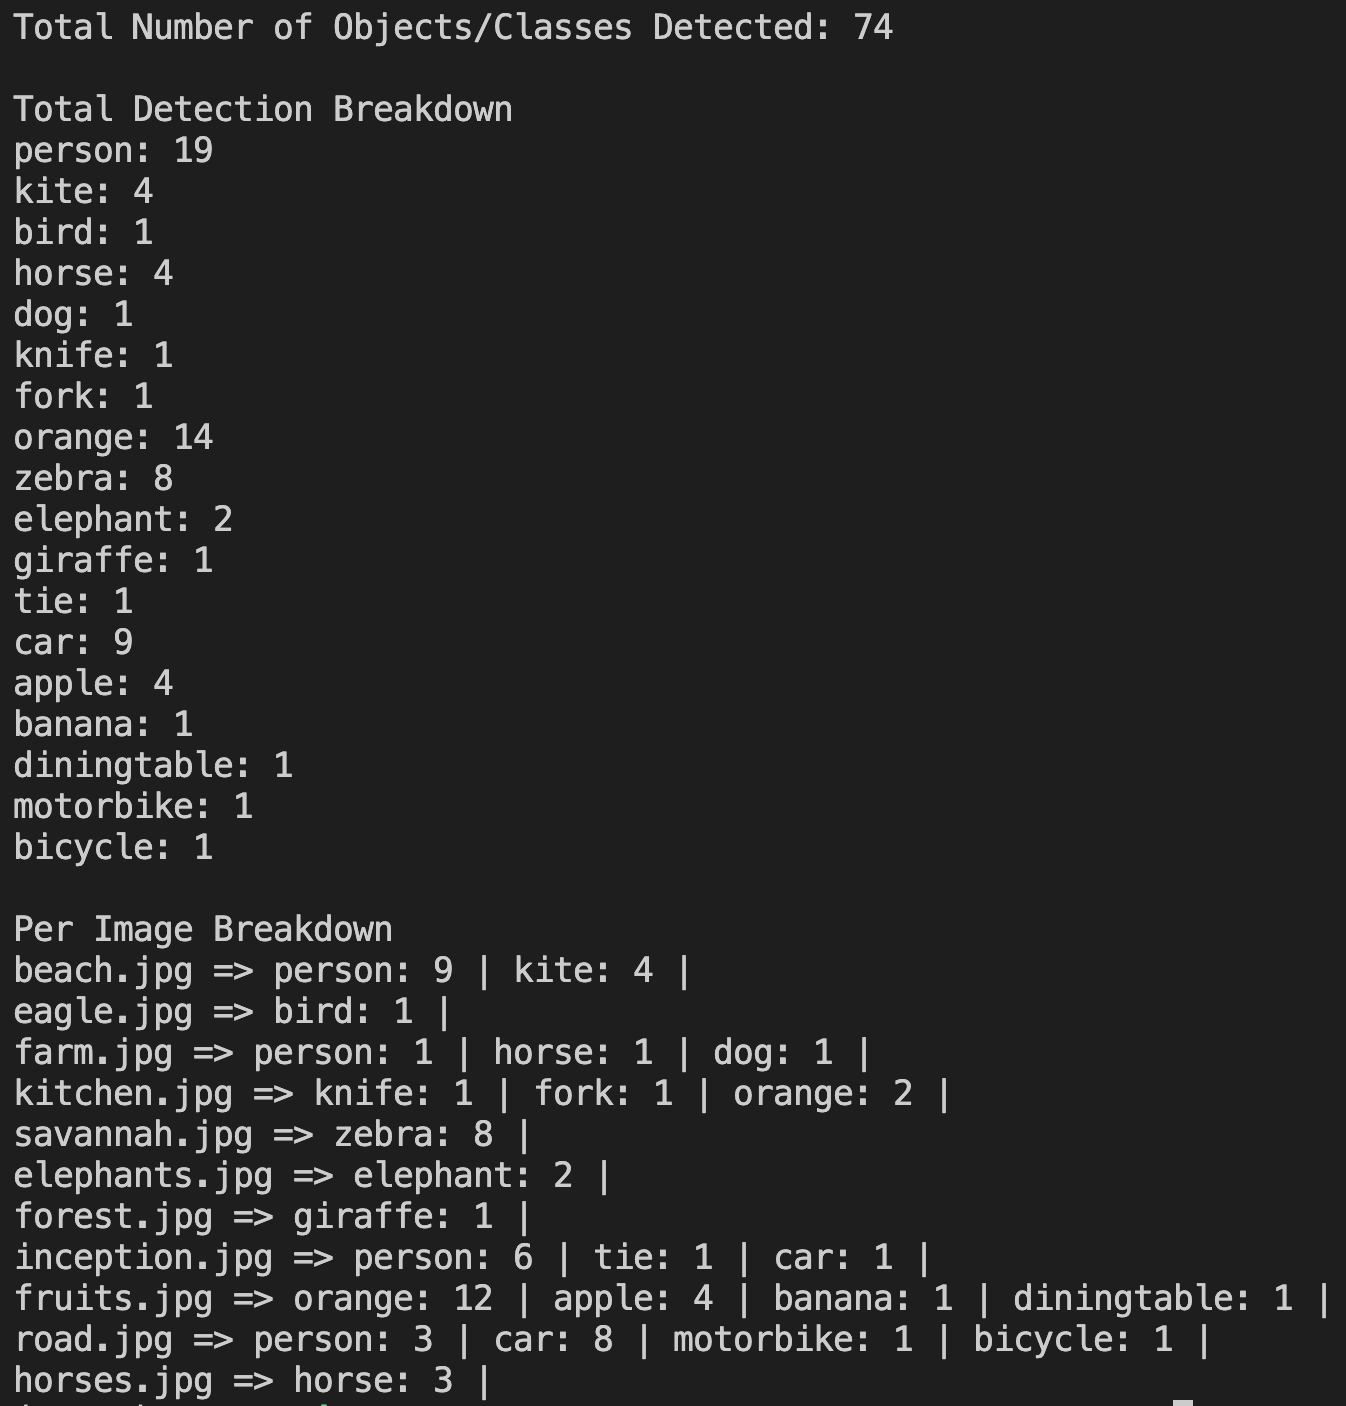 Total Number of Objects/Classes Detected: 74
Total Detection Breakdown
person: 19
kite: 4
bird: 1
horse: 4
dog: 1
knife: 1
fork: 1
orange: 14
zebra: 8
elephant: 2
giraffe: 1
tie: 1
car: 9
apple: 4
banana: 1
diningtable: 1
motorbike: 1
bicycle: 1
Per Image Breakdown
beach.jpg => person: 9 | kite: 4 |
eagle.jpg => bird: 1 |
farm.jpg => person: 1 | horse: 1 | dog: 1 |
kitchen.jpg => knife: 1 | fork: 1 | orange: 2 |
savannah.jpg => zebra: 8 |
elephants.jpg => elephant: 2 |
forest.jpg => giraffe: 1 |
inception.jpg => person: 6 | tie: 1 | car: 1 |
fruits.jpg => orange: 12 | apple: 4 | banana: 1 | diningtable: 1 |
road.jpg => person: 3 | car: 8 | motorbike: 1 | bicycle: 1 |
horses.jpg => horse: 3 |